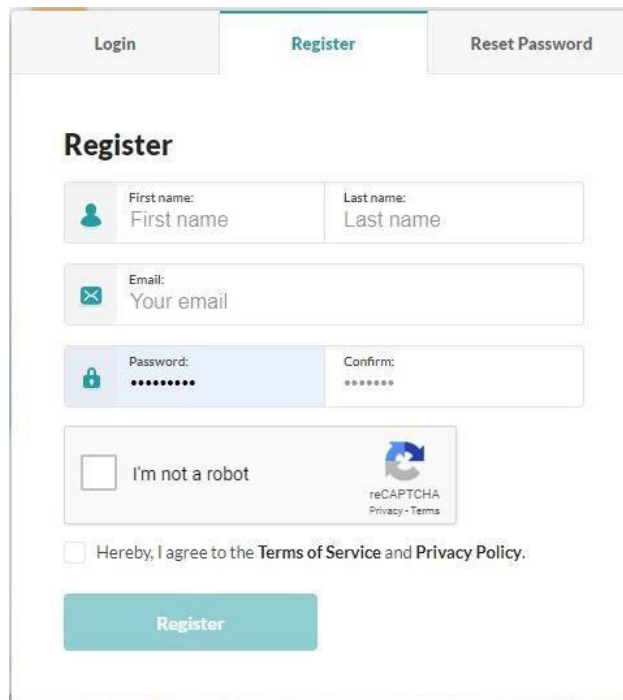 Login Register Reset Password
Register
First name: Last name:
First name Last name
Email:
Your email
Password: Confirm:
••••••••• •••••••
I'm not a robot
reCAPTCHA
Privacy - Terms
Hereby, I agree to the Terms of Service and Privacy Policy.
Register